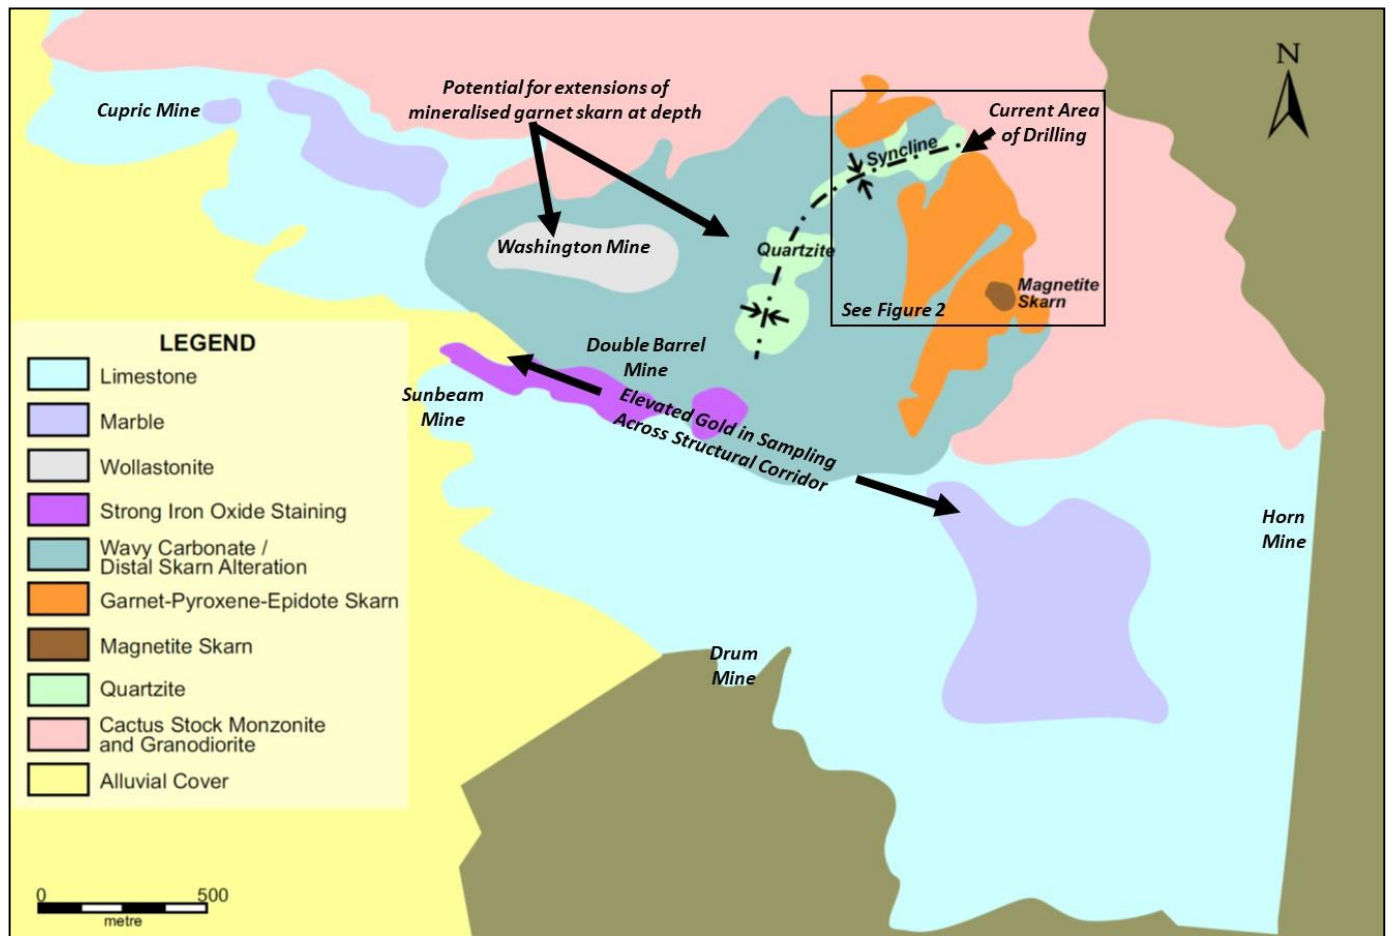 N
Potential for extensions of
mineralised garnet skarn at depth
Cupric Mine
Current Area
of Drilling
Syncline
Washington Mine
Quartzite
Magnetite
Skarn
See Figure 2
Double Barrel
Mine
Sunbeam
Mine
Elevated Gold in Sampling
Across Structural Corridor
Horn
Mine
Drum
Mine
LEGEND
Limestone
Marble
Wollastonite
Strong Iron Oxide Staining
Wavy Carbonate /
Distal Skarn Alteration
Garnet-Pyroxene-Epidote Skarn
Magnetite Skarn
Quartzite
Cactus Stock Monzonite
and Granodiorite
Alluvial Cover
0 500
metre